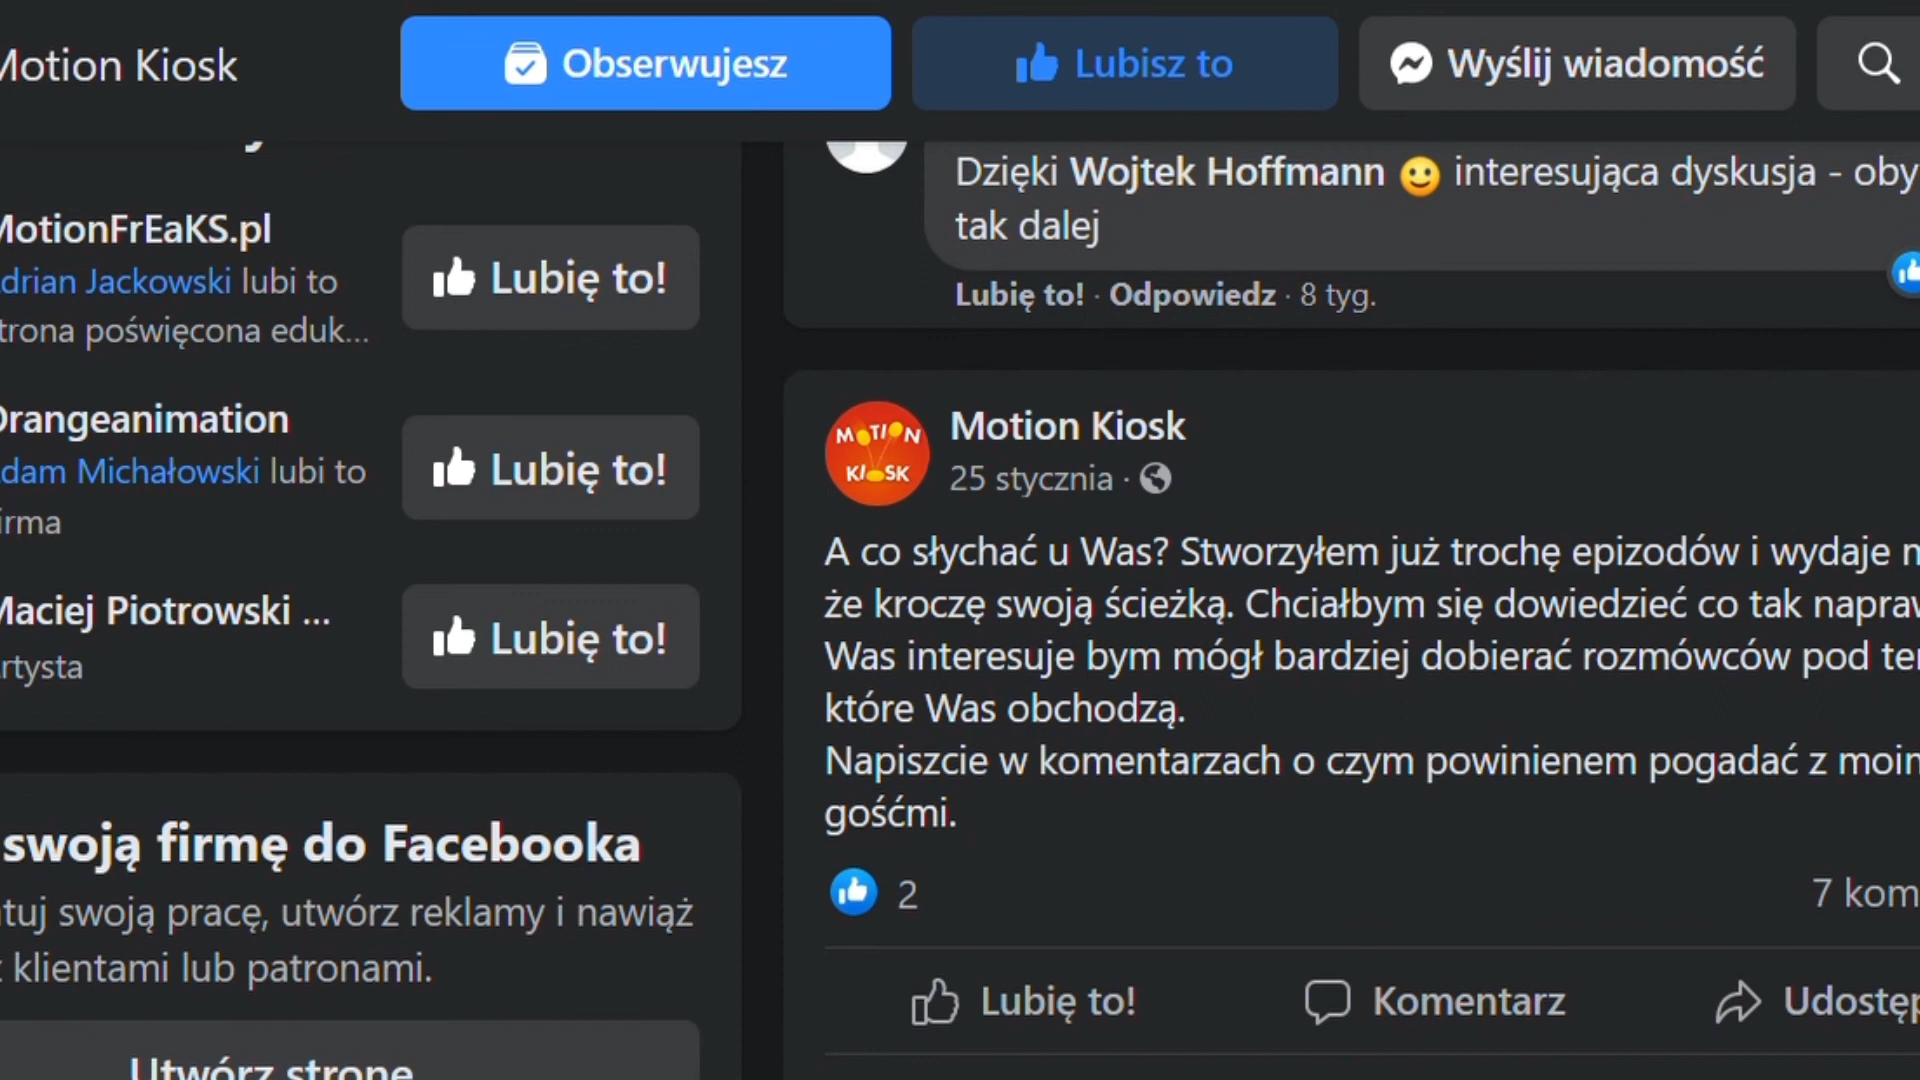 Motion Kiosk
Obserwujesz
Lubisz to
Wyślij wiadomość
MotionFrEaKS.pl
drian Jackowski lubi to
trona poświęcona eduk...
Lubię to!
Orangeanimation
dam Michałowski lubi to
irma
Lubię to!
Maciej Piotrowski ...
rtysta
Lubię to!
swoją firmę do Facebooka
tuj swoją pracę, utwórz reklamy i nawiąż
z klientami lub patronami.
Utwórz stronę
Dzięki Wojtek Hoffmann 🙂 interesująca dyskusja - oby
tak dalej
Lubię to! · Odpowiedz · 8 tyg.
MOTION
KIOSK
Motion Kiosk
25 stycznia ·
A co słychać u Was? Stworzyłem już trochę epizodów i wydaje
że kroczę swoją ścieżką. Chciałbym się dowiedzieć co tak napraw
Was interesuje bym mógł bardziej dobierać rozmówców pod te
które Was obchodzą.
Napiszcie w komentarzach o czym powinienem pogadać z moi
gośćmi.
2
7 kom
Lubię to!
Komentarz
Udostęp